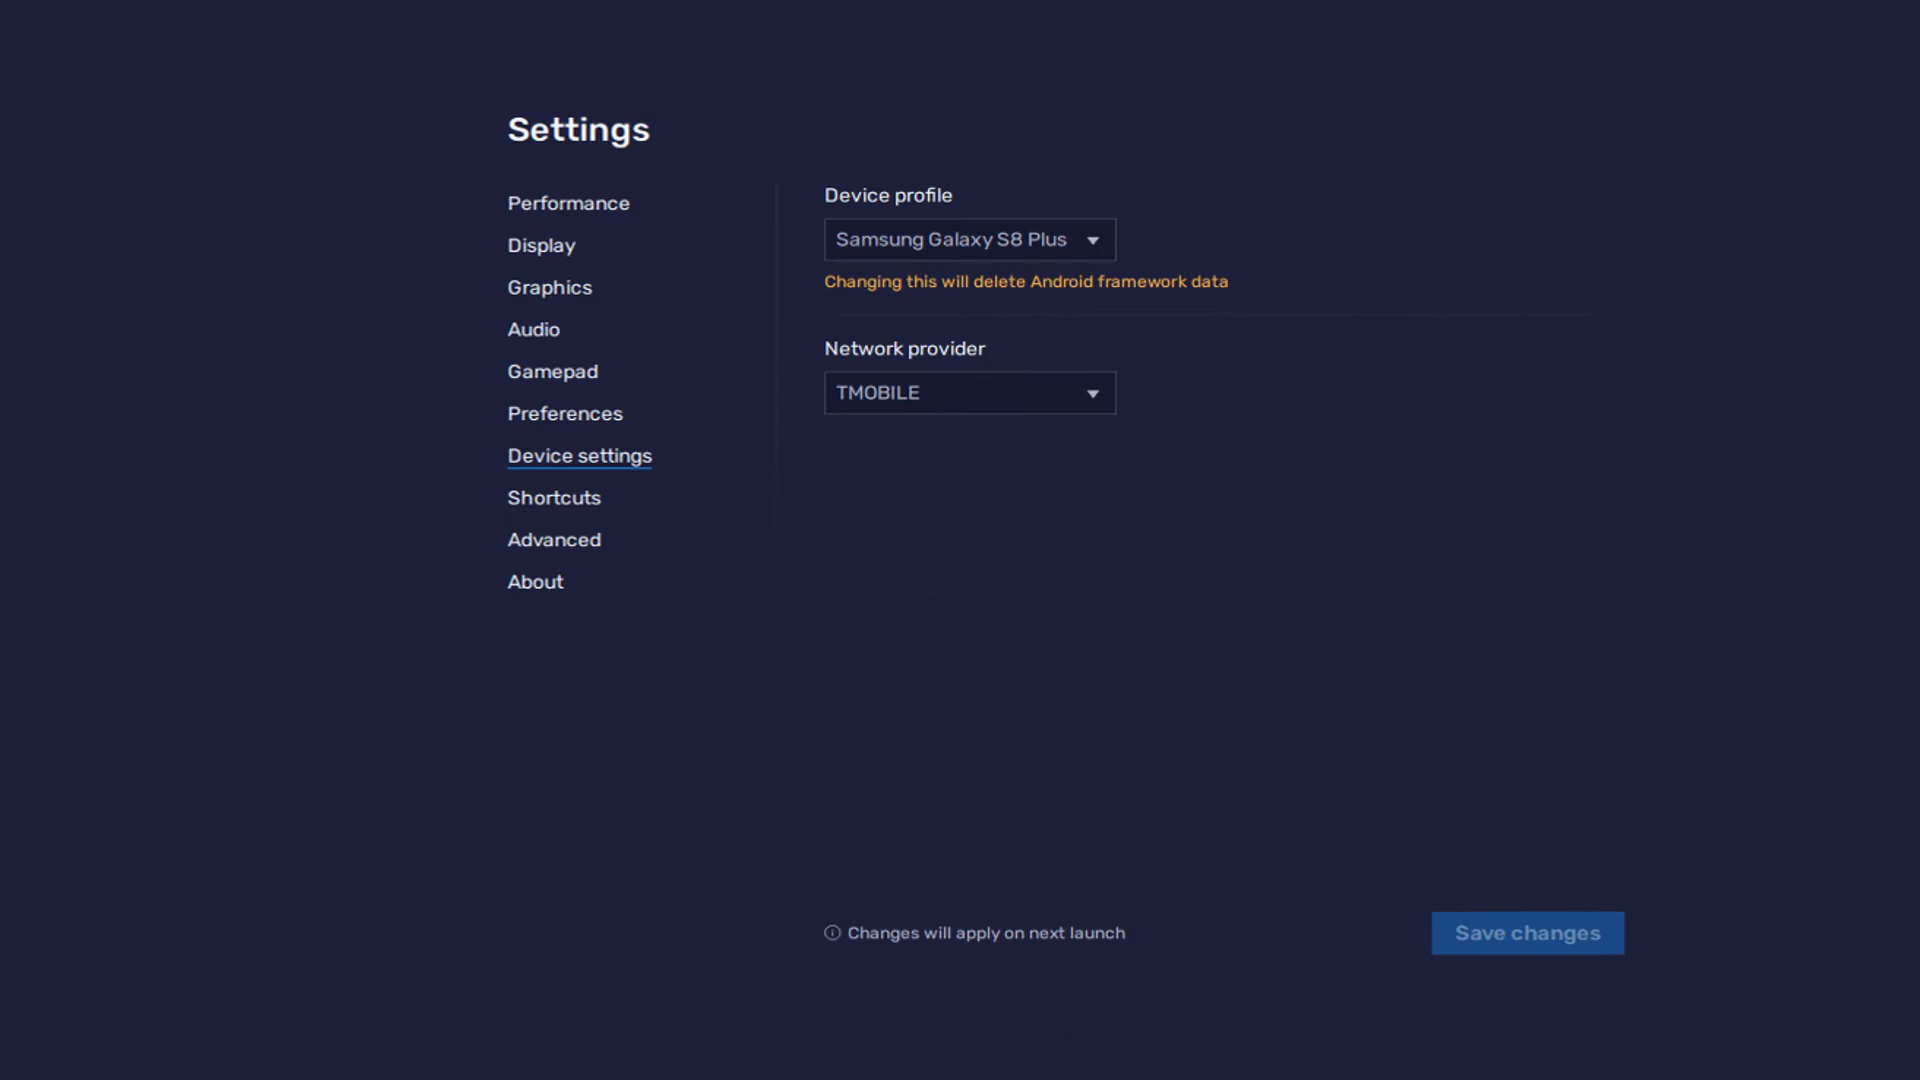 Settings
Performance
Display
Graphics
Audio
Gamepad
Preferences
Device settings
Shortcuts
Advanced
About
Device profile
Samsung Galaxy S8 Plus
Changing this will delete Android framework data
Network provider
TMOBILE
Changes will apply on next launch
Save changes